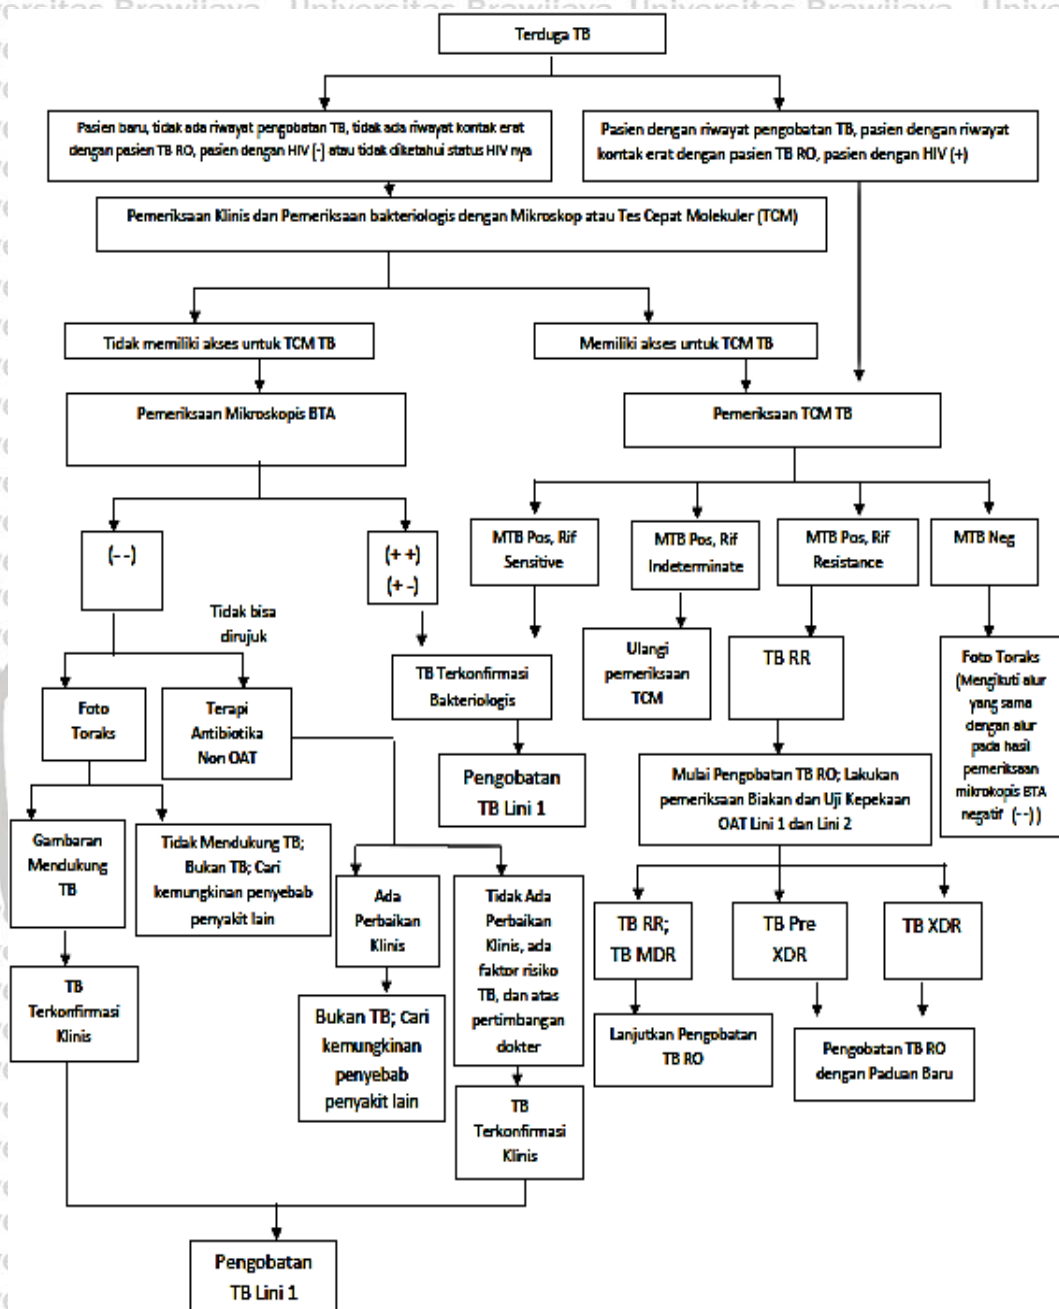 Universitas Brawijaya
Universitas Brawijaya
Terduga TB
Pasien baru, tidak ada riwayat pengobatan TB, tidak ada riwayat kontak erat
dengan pasien TB RO, pasien dengan HIV (-) atau tidak diketahui status HIV nya
Pasien dengan riwayat pengobatan TB, pasien dengan riwayat
kontak erat dengan pasien TB RO, pasien dengan HIV (+)
Pemeriksaan Klinis dan Pemeriksaan bakteriologis dengan Mikroskop atau Tes Cepat Molekuler (TCM)
Tidak memiliki akses untuk TCM TB
Memiliki akses untuk TCM TB
Pemeriksaan Mikroskopis BTA
Pemeriksaan TCM TB
(- -)
(+ +)
(+ -)
MTB Pos, Rif
Sensitive
MTB Pos, Rif
Indeterminate
MTB Pos, Rif
Resistance
MTB Neg
Tidak bisa
dirujuk
Foto
Toraks
Terapi
Antibiotika
Non OAT
TB Terkonfirmasi
Bakteriologis
Ulangi
pemeriksaan
TCM
TB RR
Foto Toraks
(Mengikuti alur
yang sama
dengan alur
pada hasil
pemeriksaan
mikrokopis BTA
negatif (- -) )
Pengobatan
TB Lini 1
Mulai Pengobatan TB RO; Lakukan
pemeriksaan Biakan dan Uji Kepekaan
OAT Lini 1 dan Lini 2
Gambaran
Mendukung
TB
Tidak Mendukung TB;
Bukan TB; Cari
kemungkinan penyebab
penyakit lain
Ada
Perbaikan
Klinis
Tidak Ada
Perbaikan
Klinis, ada
faktor risiko
TB, dan atas
pertimbangan
dokter
TB RR;
TB MDR
TB Pre
XDR
TB XDR
TB
Terkonfirmasi
Klinis
Bukan TB; Cari
kemungkinan
penyebab
penyakit lain
Lanjutkan Pengobatan
TB RO
Pengobatan TB RO
dengan Paduan Baru
TB
Terkonfirmasi
Klinis
Pengobatan
TB Lini 1